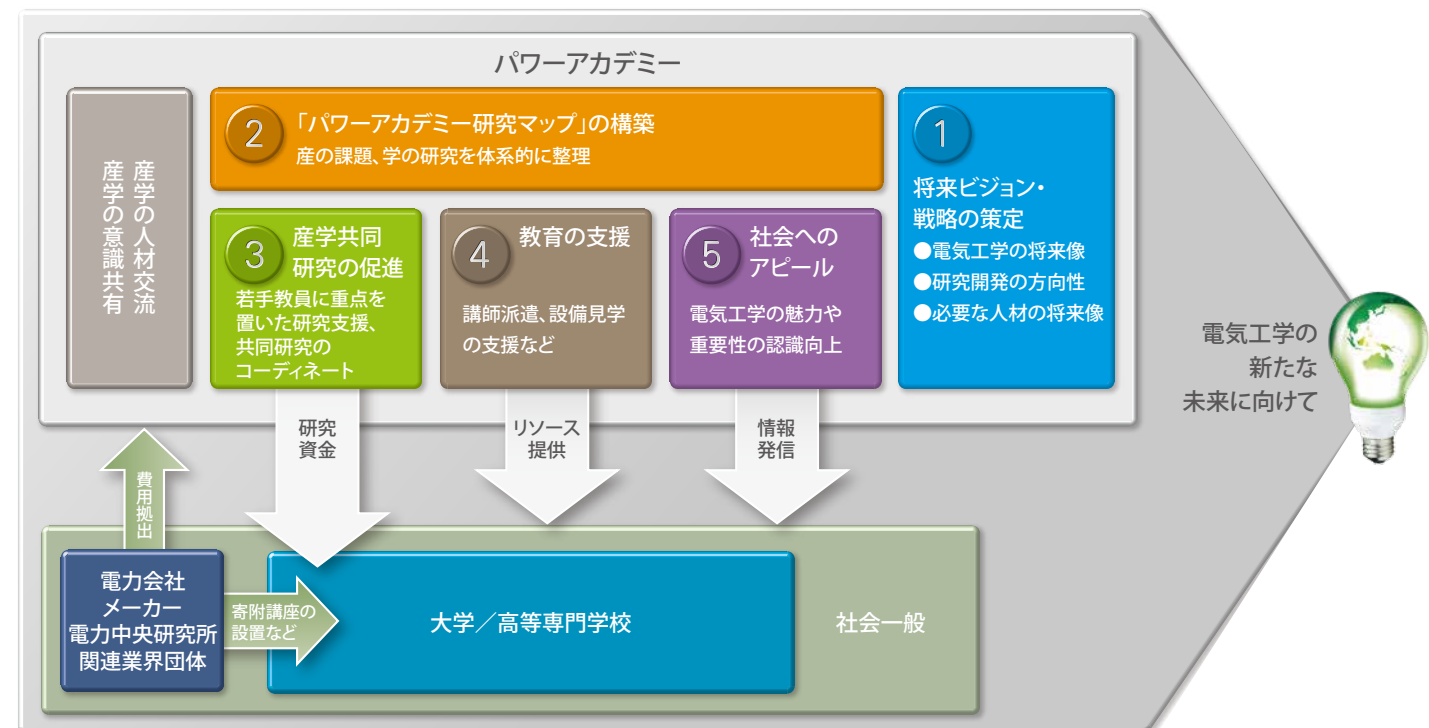 パワーアカデミー
産学の人材交流
産学の意識共有
2
「パワーアカデミー研究マップ」の構築
産の課題、学の研究を体系的に整理
1
将来ビジョン・
戦略の策定
●電気工学の将来像
●研究開発の方向性
●必要な人材の将来像
3
産学共同
研究の促進
若手教員に重点を
置いた研究支援、
共同研究の
コーディネート
4
教育の支援
講師派遣、設備見学
の支援など
5
社会への
アピール
電気工学の魅力や
重要性の認識向上
電気工学の
新たな
未来に向けて
研究
資金
リソース
提供
情報
発信
費用拠出
電力会社
メーカー
電力中央研究所
関連業界団体
寄附講座の
設置など
大学／高等専門学校
社会一般